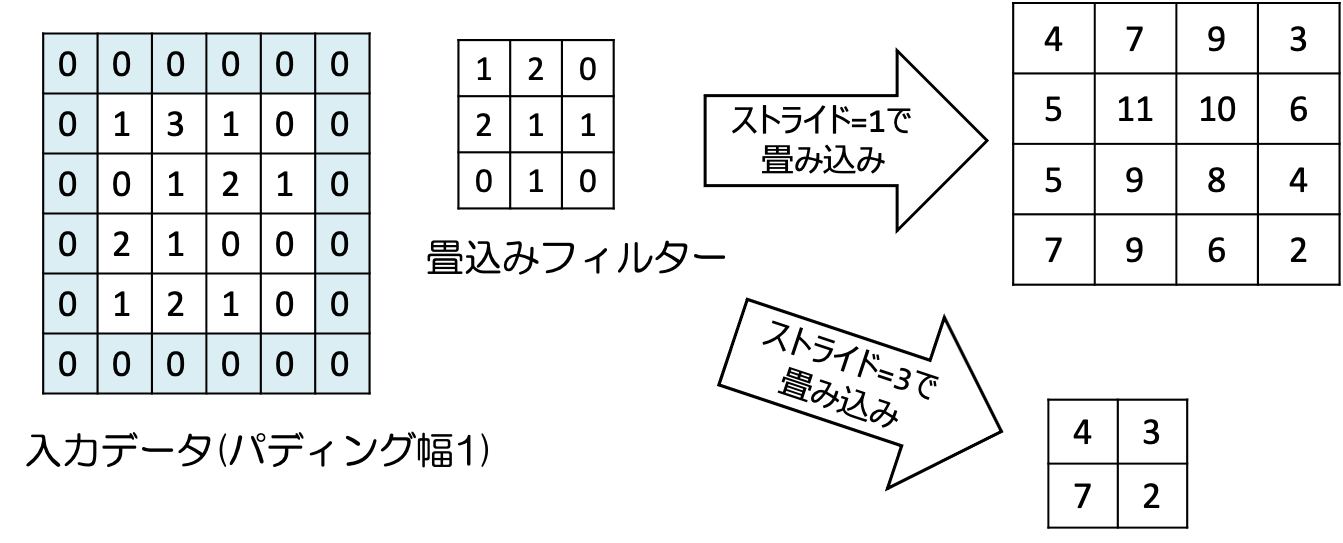 0 0 0 0 0 0
0 1 3 1 0 0
0 0 1 2 1 0
0 2 1 0 0 0
0 1 2 1 0 0
0 0 0 0 0 0
入力データ(パディング幅1)
1 2 0
2 1 1
0 1 0
畳込みフィルター
ストライド=1で
畳み込み
4 7 9 3
5 11 10 6
5 9 8 4
7 9 6 2
ストライド=3で
畳み込み
4 3
7 2